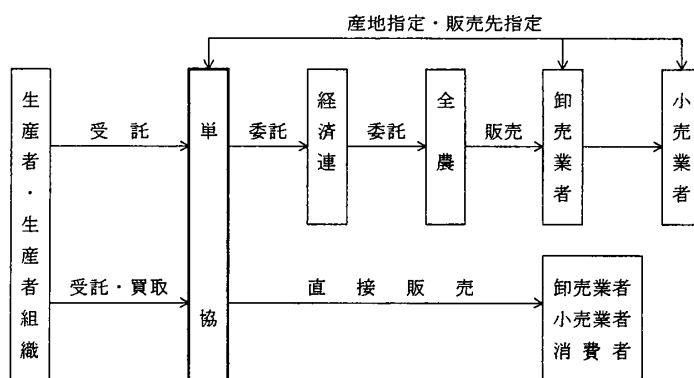 産地指定・販売先指定
生産者・生産者組織
受託
単協
委託
経済連
委託
全農
販売
卸売業者
小売業者
受託・買取
直接販売
卸売業者
小売業者
消費者